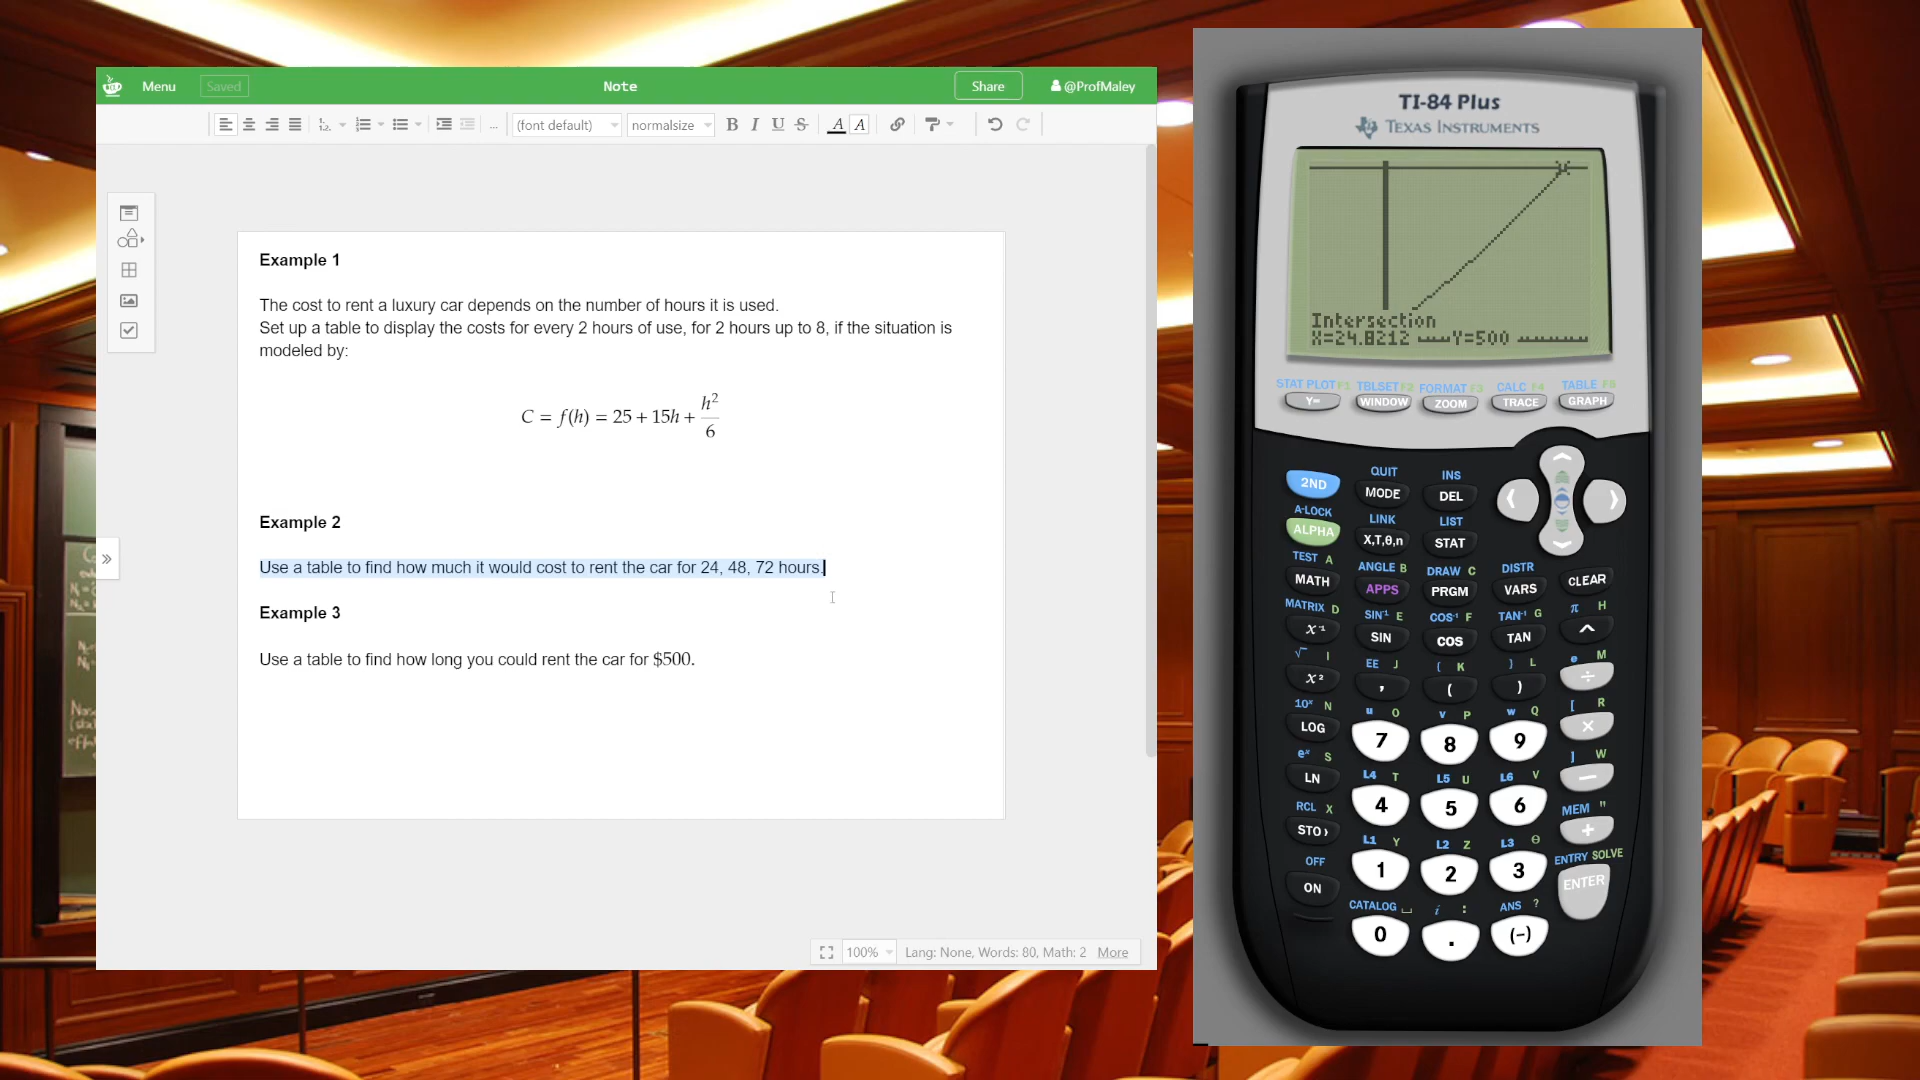 Menu Saved Note Share @ProfMaley
... (font default) normalsize B I U S A A
Example 1
The cost to rent a luxury car depends on the number of hours it is used.
Set up a table to display the costs for every 2 hours of use, for 2 hours up to 8, if the situation is
modeled by:
C = f(h) = 25 + 15h + h²/6
Example 2
Use a table to find how much it would cost to rent the car for 24, 48, 72 hours.
Example 3
Use a table to find how long you could rent the car for $500.
100% Lang: None, Words: 80, Math: 2 More
TI-84 Plus
TEXAS INSTRUMENTS
Intersection
X=24.8212 Y=500
STAT PLOT F1 TBLSET F2 FORMAT F3 CALC F4 TABLE F5
Y= WINDOW ZOOM TRACE GRAPH
QUIT INS
2ND MODE DEL
A-LOCK LINK LIST
ALPHA X,T,θ,n STAT
TEST A ANGLE B DRAW C DISTR
MATH APPS PRGM VARS CLEAR
MATRIX D SIN⁻¹ E COS⁻¹ F TAN⁻¹ G π H
X⁻¹ SIN COS TAN ^
√ I EE J { K } L e M
X² , ( ) ÷
10ˣ N u O v P w Q [ R
LOG 7 8 9 ×
eˣ S L4 T L5 U L6 V ] W
LN 4 5 6 −
RCL X L1 Y L2 Z L3 θ MEM "
STO› 1 2 3 +
OFF CATALOG ⎵ i : ANS ? ENTRY SOLVE
ON 0 . (−) ENTER